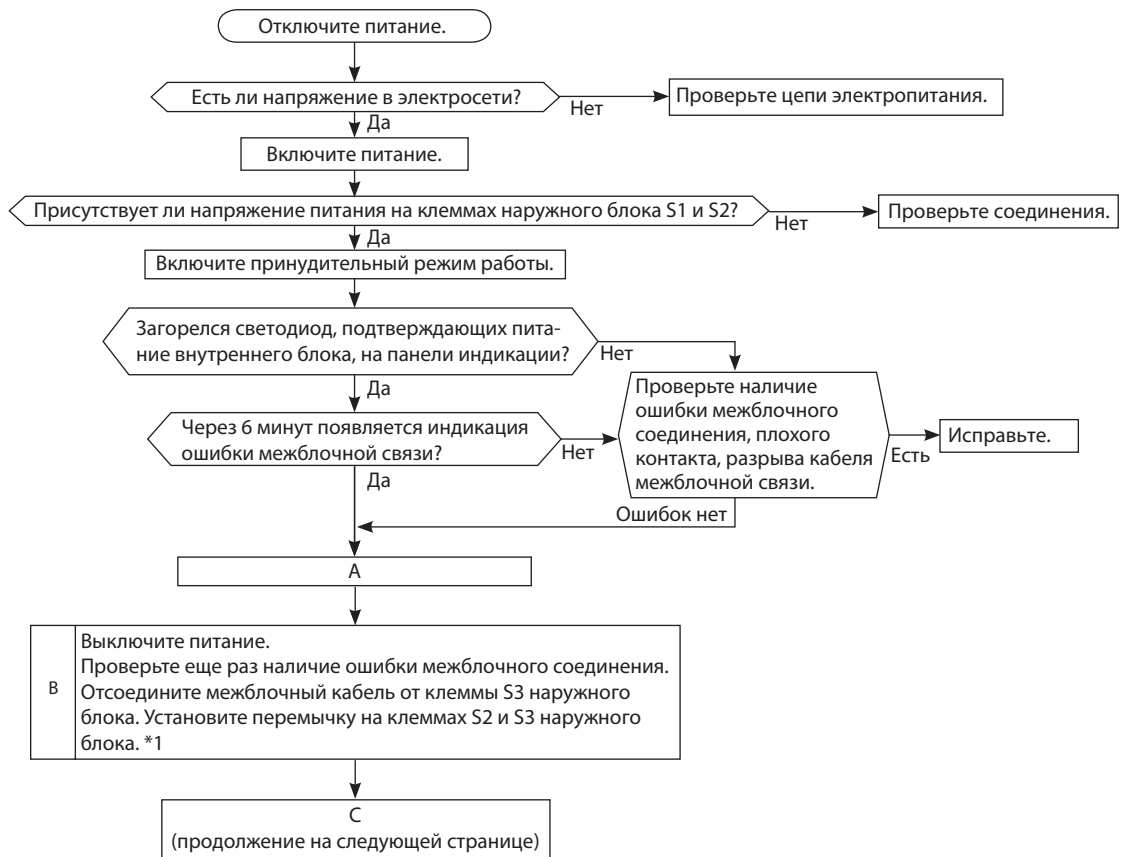 Отключите питание.
Есть ли напряжение в электросети?
Нет
Проверьте цепи электропитания.
Да
Включите питание.
Присутствует ли напряжение питания на клеммах наружного блока S1 и S2?
Нет
Проверьте соединения.
Да
Включите принудительный режим работы.
Загорелся светодиод, подтверждающих пита-
ние внутреннего блока, на панели индикации?
Нет
Да
Проверьте наличие
ошибки межблочного
соединения, плохого
контакта, разрыва кабеля
межблочной связи.
Через 6 минут появляется индикация
ошибки межблочной связи?
Нет
Есть
Исправьте.
Да
Ошибок нет
A
B
Выключите питание.
Проверьте еще раз наличие ошибки межблочного соединения.
Отсоедините межблочный кабель от клеммы S3 наружного
блока. Установите перемычку на клеммах S2 и S3 наружного
блока. *1
C
(продолжение на следующей странице)